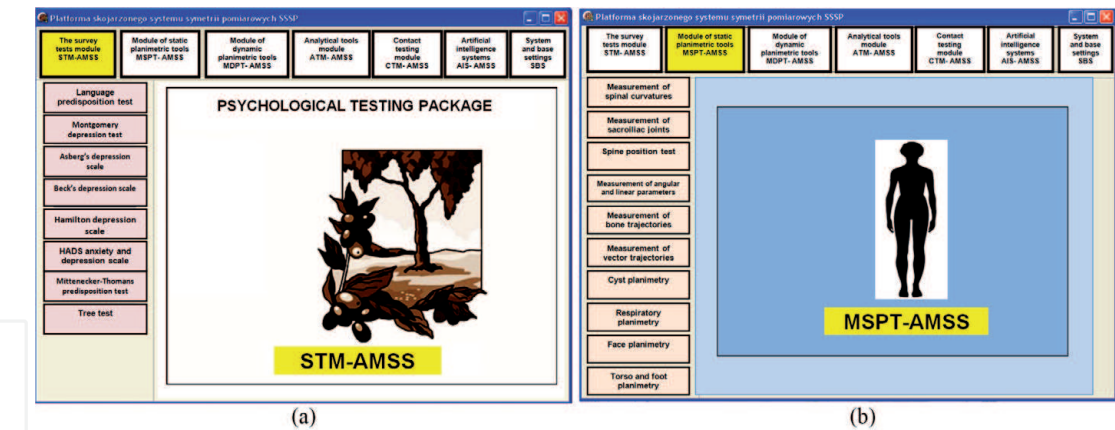 Platforma skojarzonego systemu symetrii pomiarowych SSSP
The survey
tests module
STM-AMSS
Module of static
planimetric tools
MSPT- AMSS
Module of
dynamic
planimetric tools
MDPT- AMSS
Analytical tools
module
ATM- AMSS
Contact
testing
module
CTM- AMSS
Artificial
intelligence
systems
AIS- AMSS
System
and base
settings
SBS
Language
predisposition test
Montgomery
depression test
Asberg's depression
scale
Beck's depression scale
Hamilton depression
scale
HADS anxiety and
depression scale
Mittenecker-Thomans
predisposition test
Tree test
PSYCHOLOGICAL TESTING PACKAGE
STM-AMSS
(a)
Platforma skojarzonego systemu symetrii pomiarowych SSSP
The survey
tests module
STM- AMSS
Module of static
planimetric tools
MSPT-AMSS
Module of
dynamic
planimetric tools
MDPT- AMSS
Analytical tools
module
ATM- AMSS
Contact
testing
module
CTM- AMSS
Artificial
intelligence
systems
AIS- AMSS
System
and base
settings
SBS
Measurement of
spinal curvatures
Measurement of
sacroiliac joints
Spine position test
Measurement of angular
and linear parameters
Measurement of
bone trajectories
Measurement of
vector trajectories
Cyst planimetry
Respiratory
planimetry
Face planimetry
Torso and foot
planimetry
MSPT-AMSS
(b)